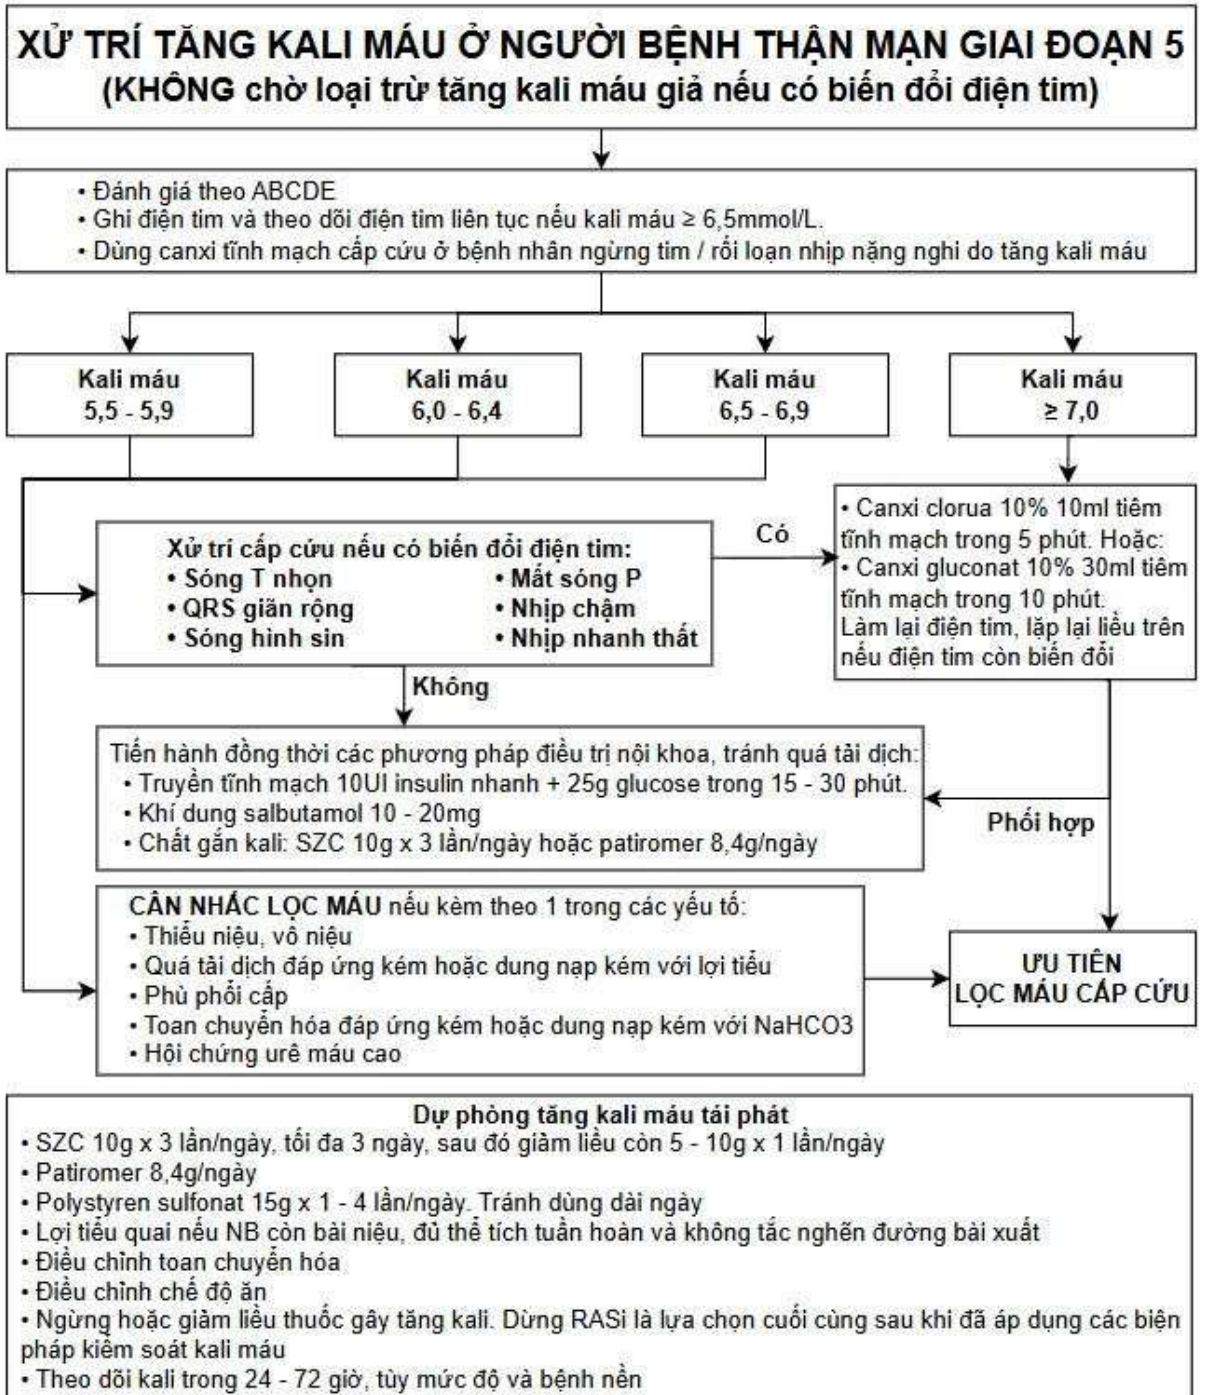 XỬ TRÍ TĂNG KALI MÁU Ở NGƯỜI BỆNH THẬN MẠN GIAI ĐOẠN 5
(KHÔNG chờ loại trừ tăng kali máu giả nếu có biến đổi điện tim)
• Đánh giá theo ABCDE
• Ghi điện tim và theo dõi điện tim liên tục nếu kali máu ≥ 6,5mmol/L.
• Dùng canxi tĩnh mạch cấp cứu ở bệnh nhân ngừng tim / rối loạn nhịp nặng nghi do tăng kali máu
Kali máu
5,5 - 5,9
Kali máu
6,0 - 6,4
Kali máu
6,5 - 6,9
Kali máu
≥ 7,0
Xử trí cấp cứu nếu có biến đổi điện tim:
• Sóng T nhọn
• Mất sóng P
• QRS giãn rộng
• Nhịp chậm
• Sóng hình sin
• Nhịp nhanh thất
Có
• Canxi clorua 10% 10ml tiêm
tĩnh mạch trong 5 phút. Hoặc:
• Canxi gluconat 10% 30ml tiêm
tĩnh mạch trong 10 phút.
Làm lại điện tim, lặp lại liều trên
nếu điện tim còn biến đổi
Không
Tiến hành đồng thời các phương pháp điều trị nội khoa, tránh quá tải dịch:
• Truyền tĩnh mạch 10UI insulin nhanh + 25g glucose trong 15 - 30 phút.
• Khí dung salbutamol 10 - 20mg
• Chất gắn kali: SZC 10g x 3 lần/ngày hoặc patiromer 8,4g/ngày
Phối hợp
CÂN NHẮC LỌC MÁU nếu kèm theo 1 trong các yếu tố:
• Thiểu niệu, vô niệu
• Quá tải dịch đáp ứng kém hoặc dung nạp kém với lợi tiểu
• Phù phổi cấp
• Toan chuyển hóa đáp ứng kém hoặc dung nạp kém với NaHCO3
• Hội chứng urê máu cao
ƯU TIÊN
LỌC MÁU CẤP CỨU
Dự phòng tăng kali máu tái phát
• SZC 10g x 3 lần/ngày, tối đa 3 ngày, sau đó giảm liều còn 5 - 10g x 1 lần/ngày
• Patiromer 8,4g/ngày
• Polystyren sulfonat 15g x 1 - 4 lần/ngày. Tránh dùng dài ngày
• Lợi tiểu quai nếu NB còn bài niệu, đủ thể tích tuần hoàn và không tắc nghẽn đường bài xuất
• Điều chỉnh toan chuyển hóa
• Điều chỉnh chế độ ăn
• Ngừng hoặc giảm liều thuốc gây tăng kali. Dừng RASi là lựa chọn cuối cùng sau khi đã áp dụng các biện
pháp kiểm soát kali máu
• Theo dõi kali trong 24 - 72 giờ, tùy mức độ và bệnh nền